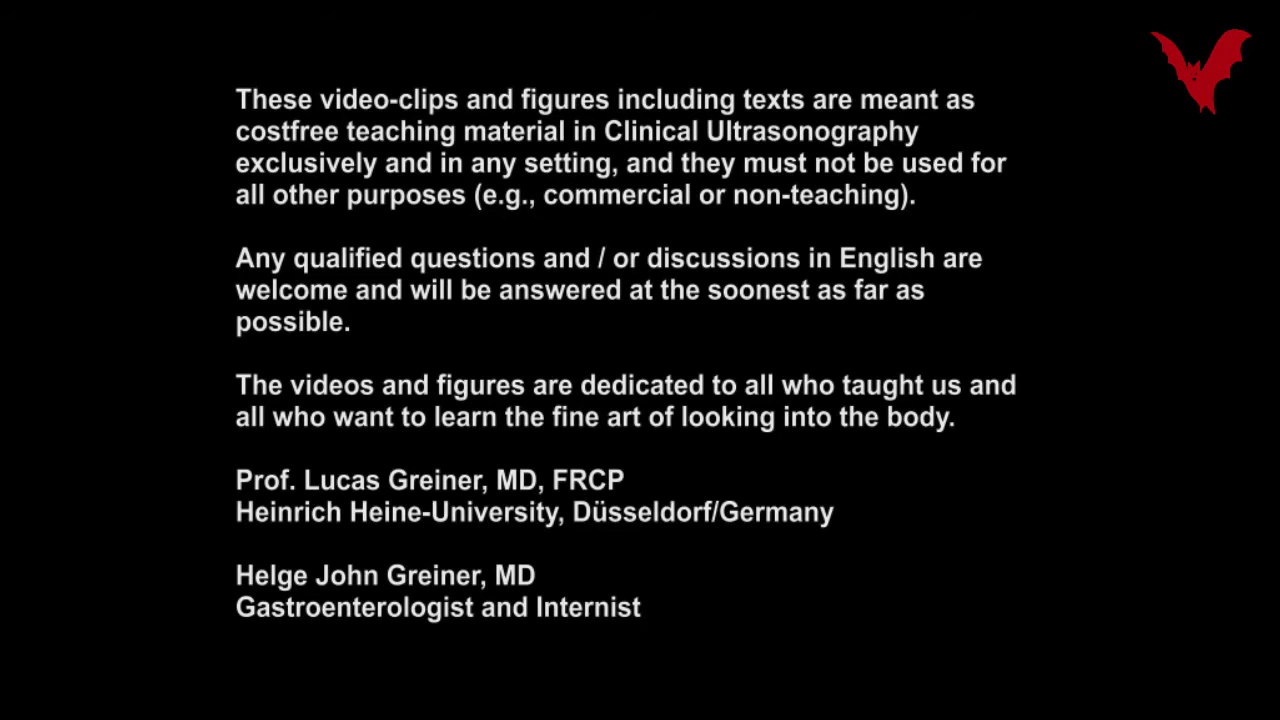 These video-clips and figures including texts are meant as
costfree teaching material in Clinical Ultrasonography
exclusively and in any setting, and they must not be used for
all other purposes (e.g., commercial or non-teaching).
Any qualified questions and / or discussions in English are
welcome and will be answered at the soonest as far as
possible.
The videos and figures are dedicated to all who taught us and
all who want to learn the fine art of looking into the body.
Prof. Lucas Greiner, MD, FRCP
Heinrich Heine-University, Düsseldorf/Germany
Helge John Greiner, MD
Gastroenterologist and Internist